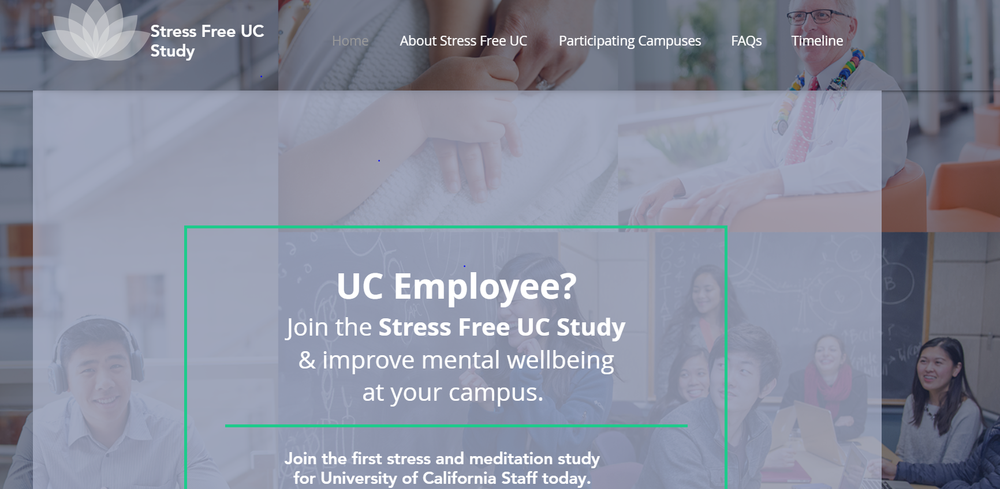 Stress Free UC
Study
Home
About Stress Free UC
Participating Campuses
FAQs
Timeline
UC Employee?
Join the Stress Free UC Study
& improve mental wellbeing
at your campus.
Join the first stress and meditation study
for University of California Staff today.